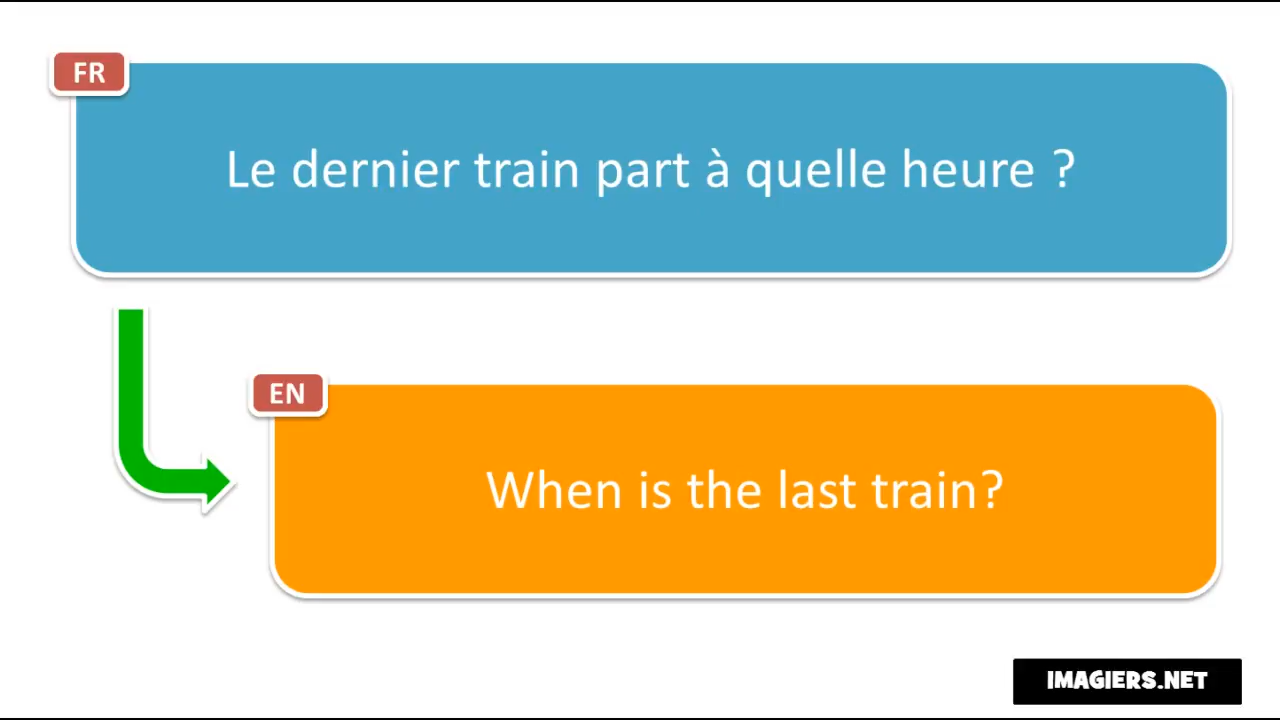 FR
Le dernier train part à quelle heure ?
EN
When is the last train?
IMAGIERS.NET